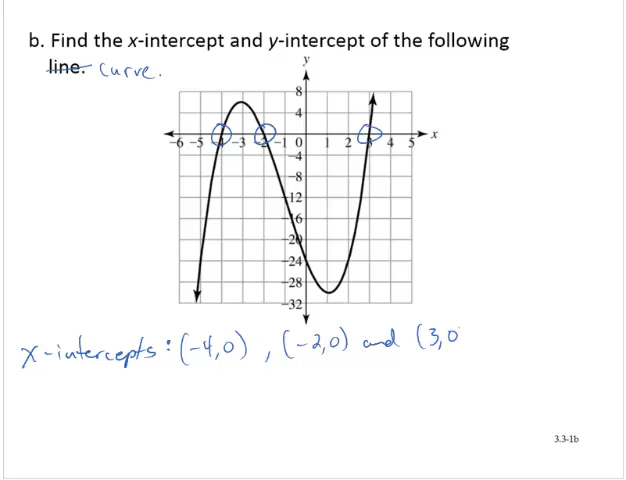 b. Find the x-intercept and y-intercept of the following
line. curve.
y
8
4
x
-6 -5 -3 -1 0 1 2 3 4 5
-4
-8
-12
-16
-20
-24
-28
-32
x-intercepts: (-4,0) , (-2,0) and (3,0
3.3-1b